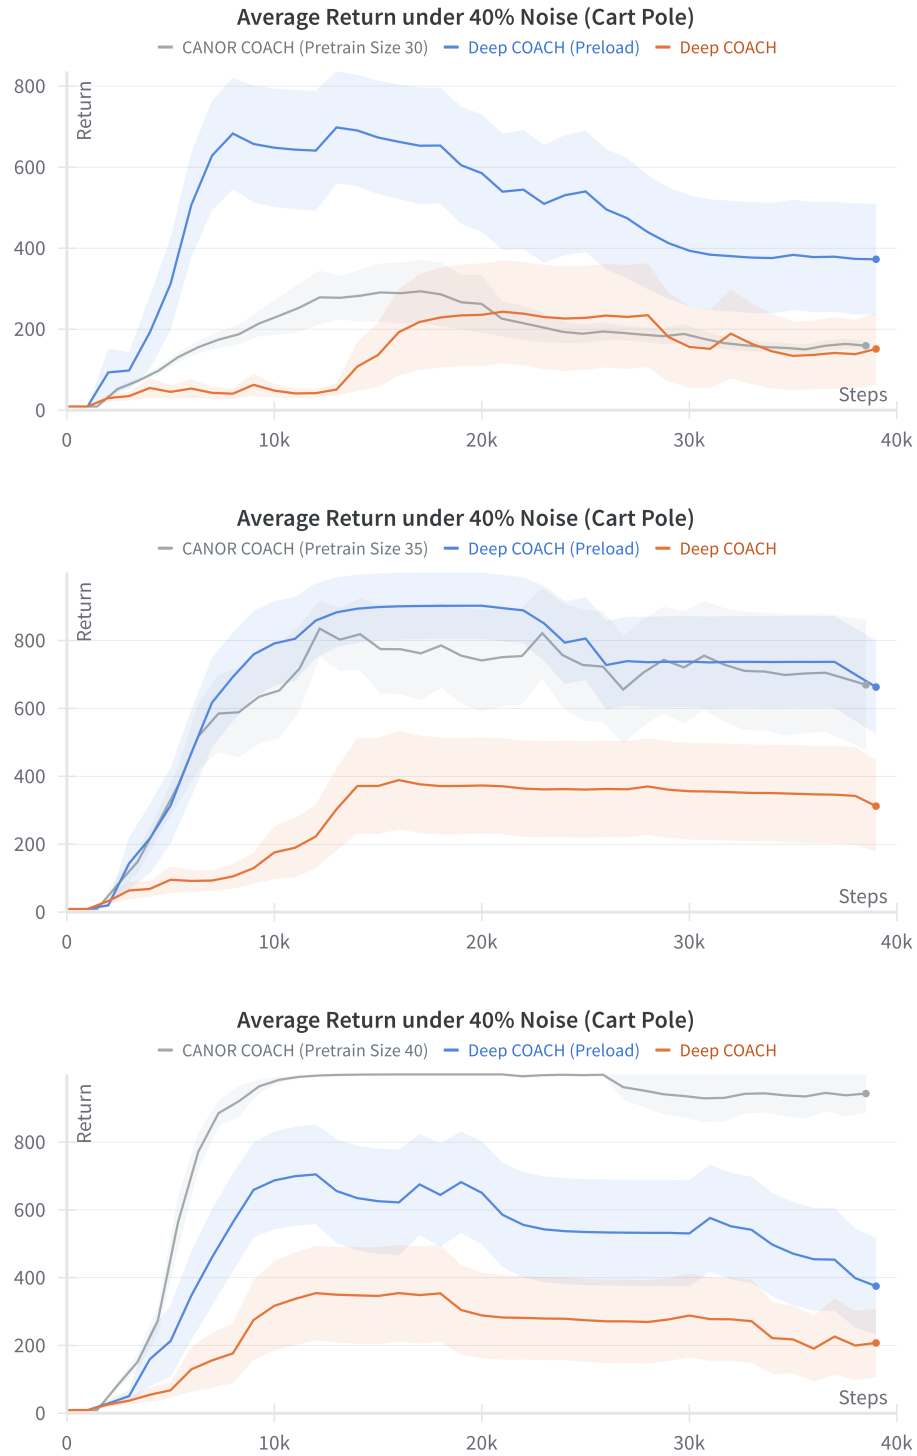 Average Return under 40% Noise (Cart Pole)
CANOR COACH (Pretrain Size 30) Deep COACH (Preload) Deep COACH
Return
800
600
400
200
0
Steps
0 10k 20k 30k 40k
Average Return under 40% Noise (Cart Pole)
CANOR COACH (Pretrain Size 35) Deep COACH (Preload) Deep COACH
Return
800
600
400
200
0
Steps
0 10k 20k 30k 40k
Average Return under 40% Noise (Cart Pole)
CANOR COACH (Pretrain Size 40) Deep COACH (Preload) Deep COACH
Return
800
600
400
200
0
Steps
0 10k 20k 30k 40k